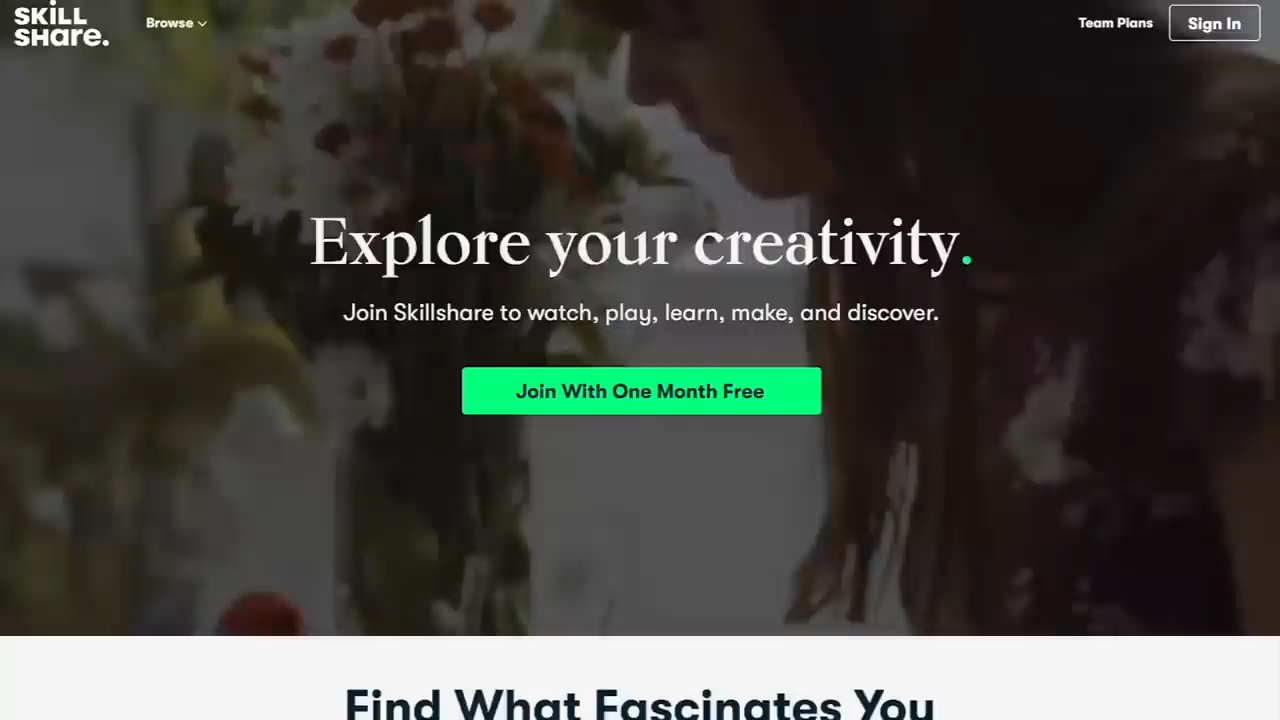 SKiLL
SHare.
Browse
Team Plans
Sign In
Explore your creativity.
Join Skillshare to watch, play, learn, make, and discover.
Join With One Month Free
Find What Fascinates You